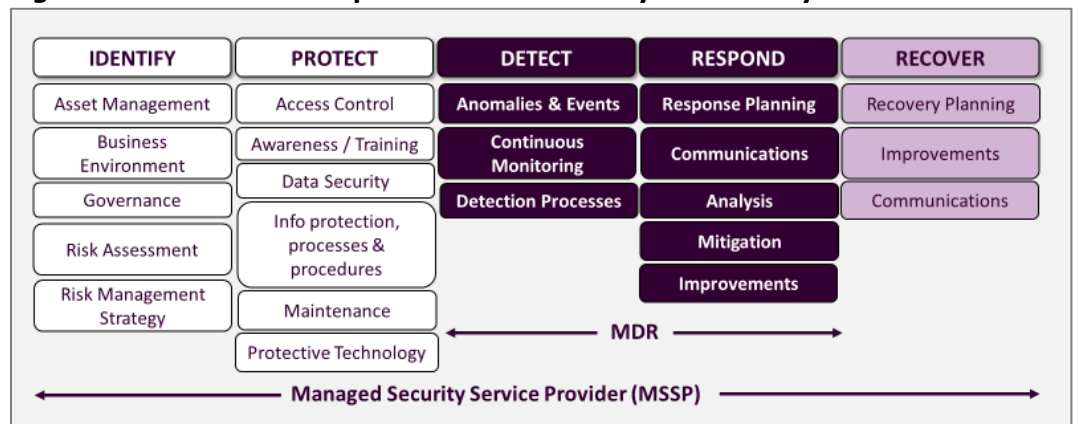 IDENTIFY
Asset Management
Business
Environment
Governance
Risk Assessment
Risk Management
Strategy
PROTECT
Access Control
Awareness / Training
Data Security
Info protection,
processes &
procedures
Maintenance
Protective Technology
DETECT
Anomalies & Events
Continuous
Monitoring
Detection Processes
RESPOND
Response Planning
Communications
Analysis
Mitigation
Improvements
RECOVER
Recovery Planning
Improvements
Communications
MDR
Managed Security Service Provider (MSSP)